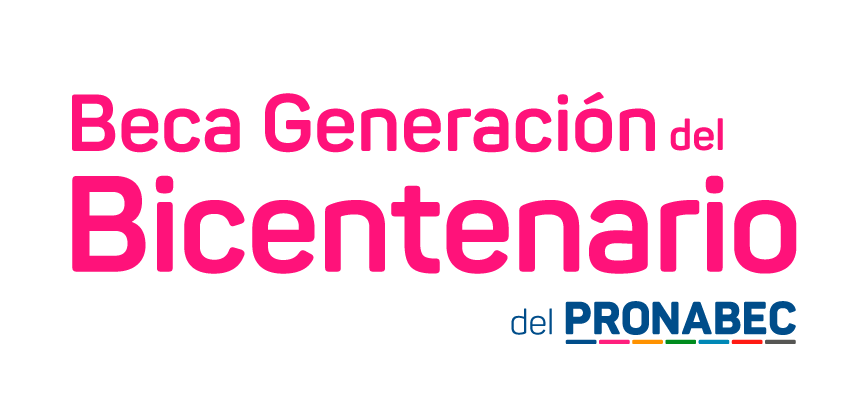 Beca Generación del
Bicentenario
del PRONABEC